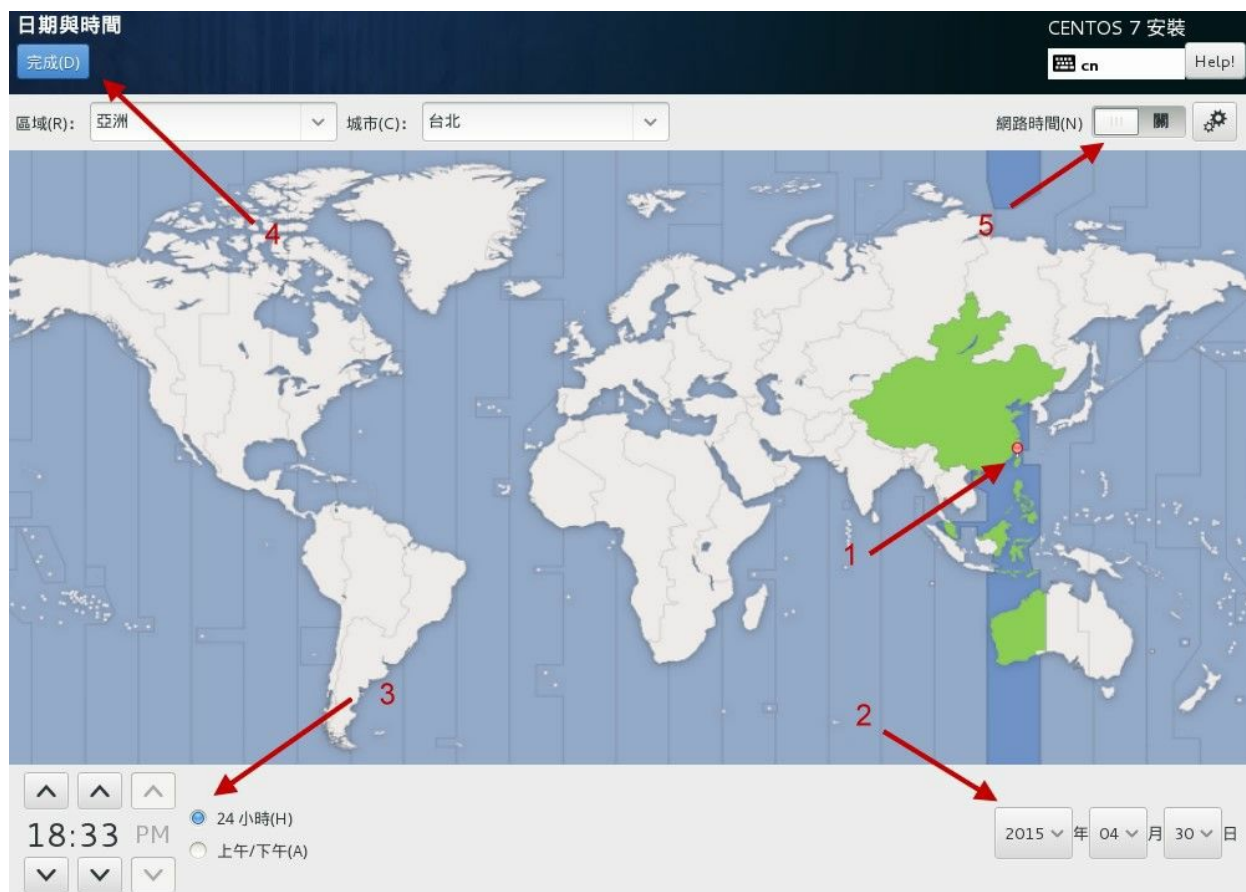 日期與時間
CENTOS 7 安裝
完成(D)
cn
Help!
區域(R): 亞洲 城市(C): 台北 網路時間(N) 關
4
5
1
3
2
18:33 PM
24 小時(H)
上午/下午(A)
2015 年 04 月 30 日